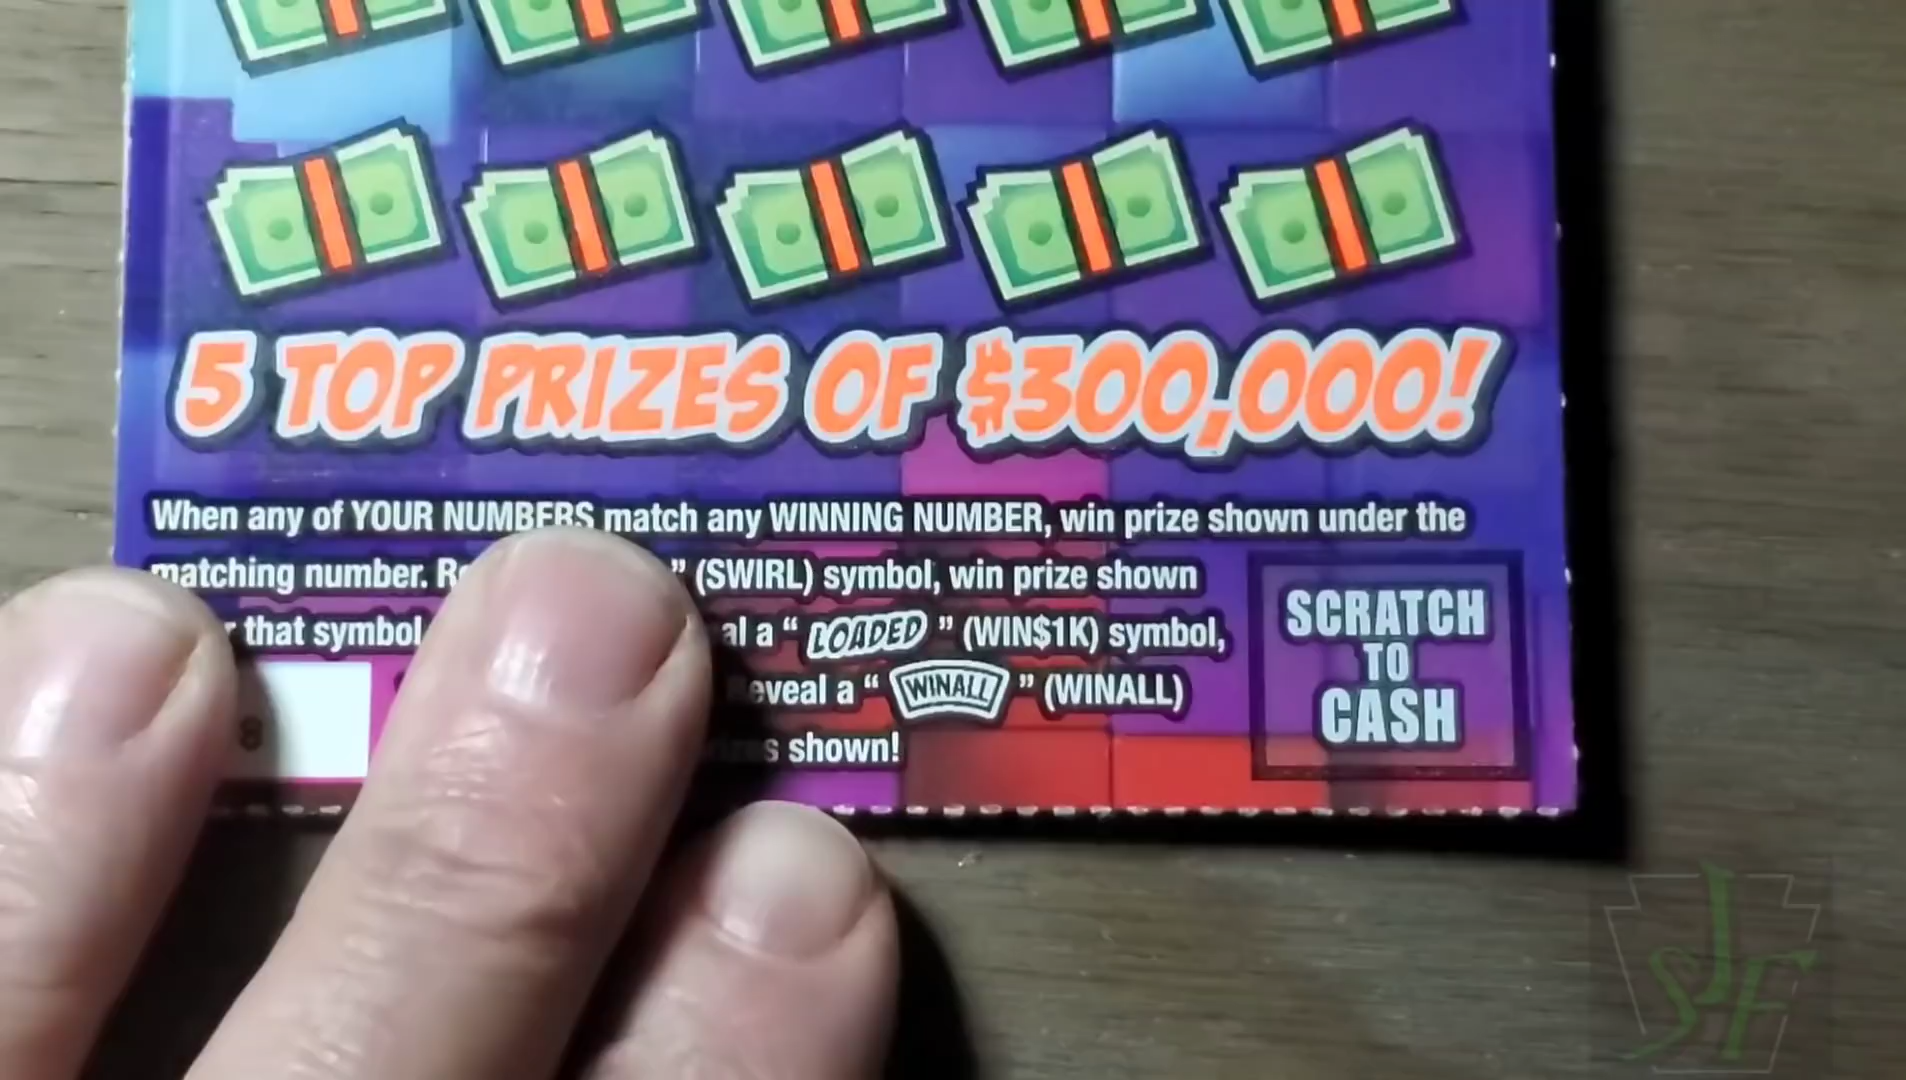 5 TOP PRIZES OF $300,000!
When any of YOUR NUMBERS match any WINNING NUMBER, win prize shown under the
matching number. " (SWIRL) symbol, win prize shown
that symbol a " LOADED " (WIN$1K) symbol,
a " WINALL " (WINALL)
shown!
8
SCRATCH
TO
CASH
SJF